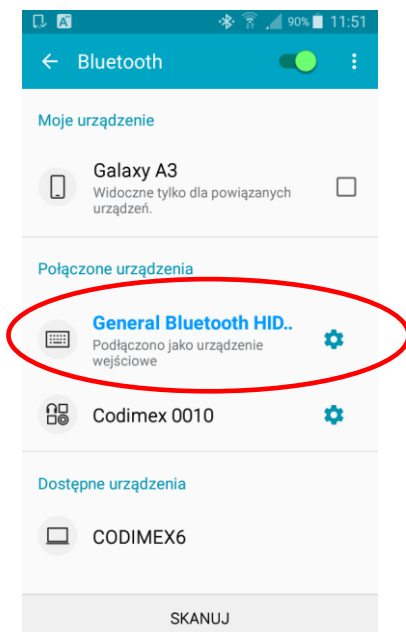 90% 11:51
Bluetooth
Moje urządzenie
Galaxy A3
Widoczne tylko dla powiązanych
urządzeń.
Połączone urządzenia
General Bluetooth HID..
Podłączono jako urządzenie
wejściowe
Codimex 0010
Dostępne urządzenia
CODIMEX6
SKANUJ